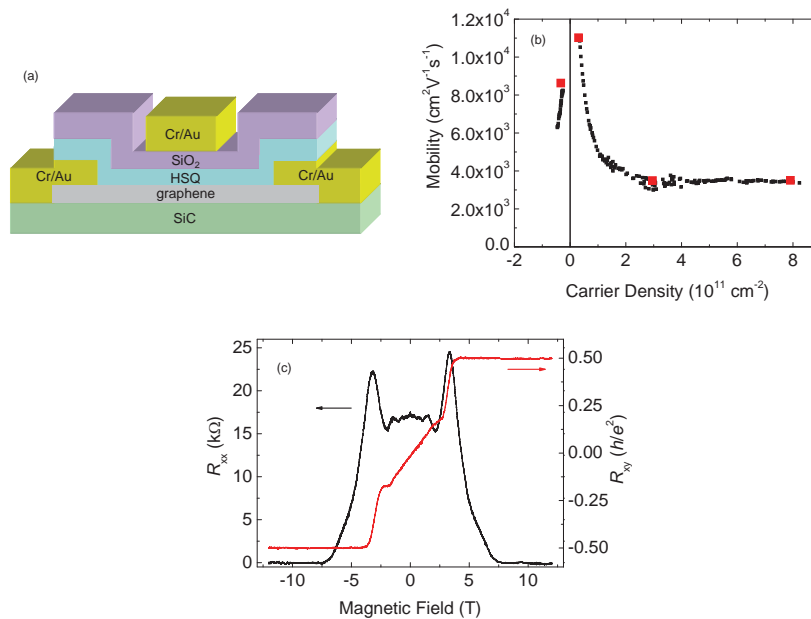 (a)
Cr/Au
Cr/Au
SiO2
Cr/Au
HSQ
graphene
SiC
(b)
1.2x10⁴
1.0x10⁴
8.0x10³
6.0x10³
4.0x10³
2.0x10³
0.0
Mobility (cm²V⁻¹s⁻¹)
-2 0 2 4 6 8
Carrier Density (10¹¹ cm⁻²)
(c)
25
20
15
10
5
0
Rxx (kΩ)
0.50
0.25
0.00
-0.25
-0.50
Rxy (h/e²)
-10 -5 0 5 10
Magnetic Field (T)